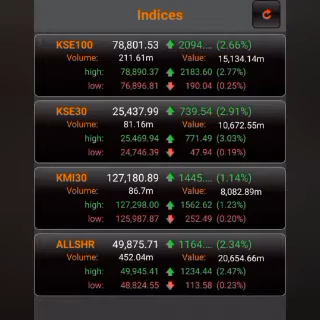 Indices
KSE100 78,801.53 2094.... (2.66%)
Volume: 211.61m Value: 15,134.14m
high: 78,890.37 2183.60 (2.77%)
low: 76,896.81 190.04 (0.25%)
KSE30 25,437.99 739.54 (2.91%)
Volume: 81.16m Value: 10,672.55m
high: 25,469.94 771.49 (3.03%)
low: 24,746.39 47.94 (0.19%)
KMI30 127,180.89 1445.... (1.14%)
Volume: 86.7m Value: 8,082.89m
high: 127,298.00 1562.62 (1.23%)
low: 125,987.87 252.49 (0.20%)
ALLSHR 49,875.71 1164.... (2.34%)
Volume: 452.04m Value: 20,654.66m
high: 49,945.41 1234.44 (2.47%)
low: 48,824.55 113.58 (0.23%)